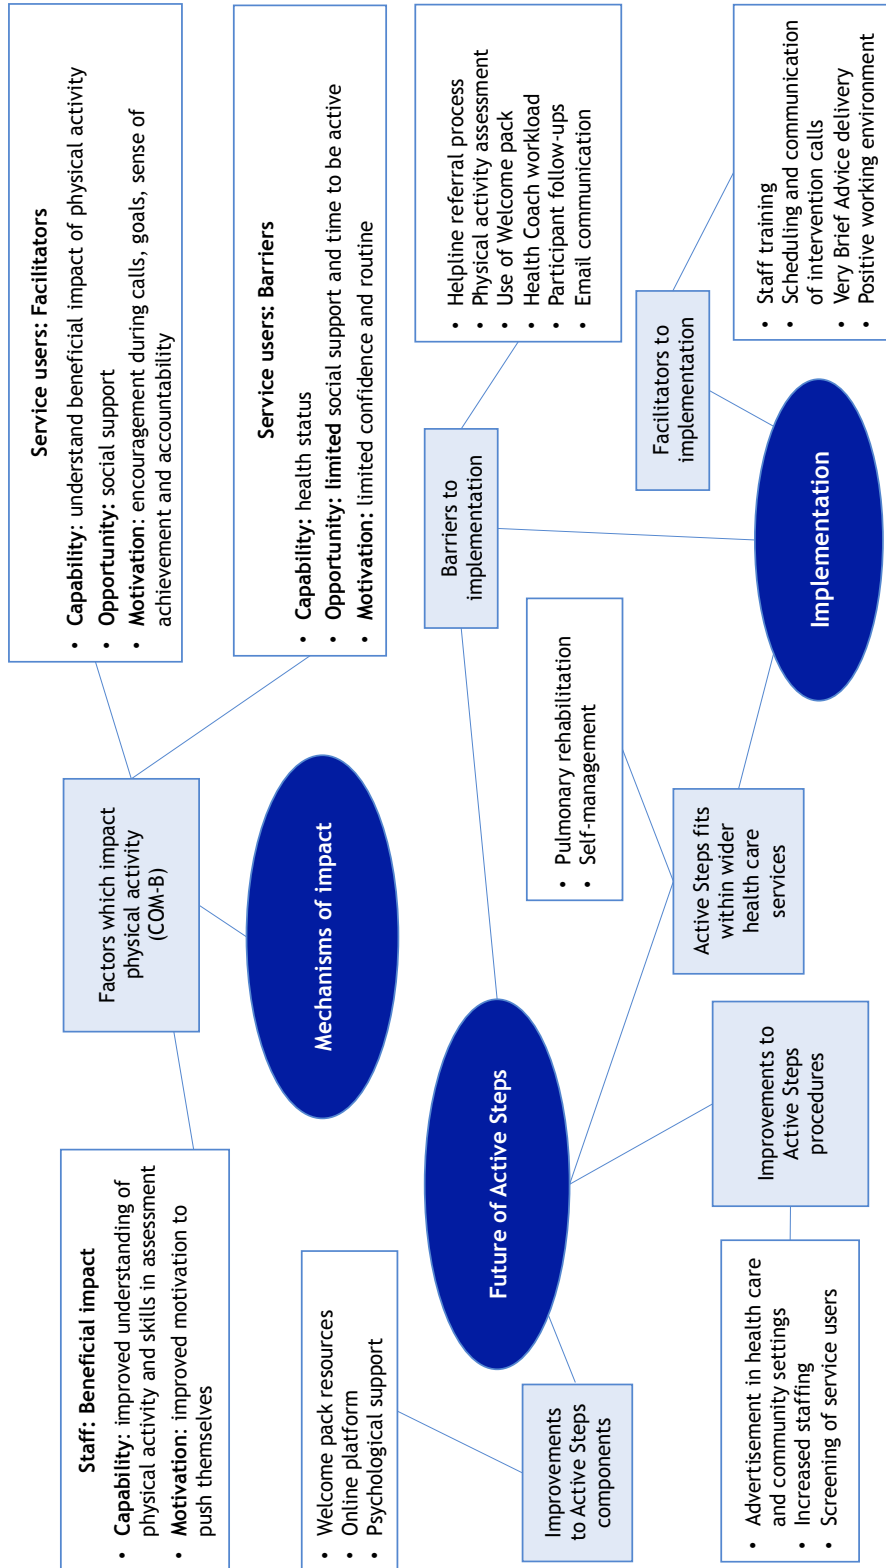 Staff: Beneficial impact
• Capability: improved understanding of
physical activity and skills in assessment
• Motivation: improved motivation to
push themselves
Factors which impact
physical activity
(COM-B)
Service users: Facilitators
• Capability: understand beneficial impact of physical activity
• Opportunity: social support
• Motivation: encouragement during calls, goals, sense of
achievement and accountability
Mechanisms of impact
Service users: Barriers
• Capability: health status
• Opportunity: limited social support and time to be active
• Motivation: limited confidence and routine
• Welcome pack resources
• Online platform
• Psychological support
Future of Active Steps
Improvements
to Active Steps
components
Barriers to
implementation
• Helpline referral process
• Physical activity assessment
• Use of Welcome pack
• Health Coach workload
• Participant follow-ups
• Email communication
• Pulmonary rehabilitation
• Self-management
Active Steps fits
within wider
health care
services
Improvements to
Active Steps
procedures
• Advertisement in health care
and community settings
• Increased staffing
• Screening of service users
Facilitators to
implementation
Implementation
• Staff training
• Scheduling and communication
of intervention calls
• Very Brief Advice delivery
• Positive working environment